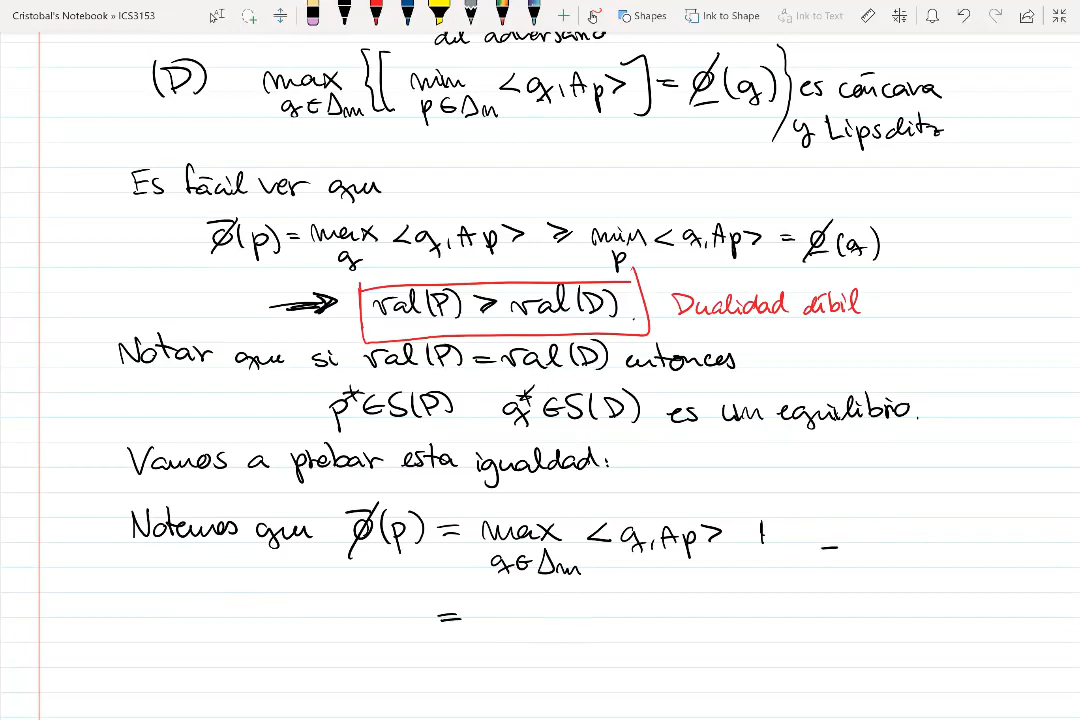 Cristobal's Notebook » ICS3153
Shapes Ink to Shape Ink to Text
del adversario
(D) max_{q∈Δm} {[ min_{p∈Δn} <q,Ap> ] = φ̲(q) } es cóncava
y Lipschitz
Es fácil ver que
φ̄(p) = max_q <q,Ap> ≥ min_p <q,Ap> = φ̲(q)
⇒ val(P) ≥ val(D). Dualidad débil
Notar que si val(P) = val(D) entonces
p* ∈ S(P) q* ∈ S(D) es un equilibrio.
Vamos a probar esta igualdad:
Notemos que φ̄(p) = max_{q∈Δm} <q,Ap> | –
=